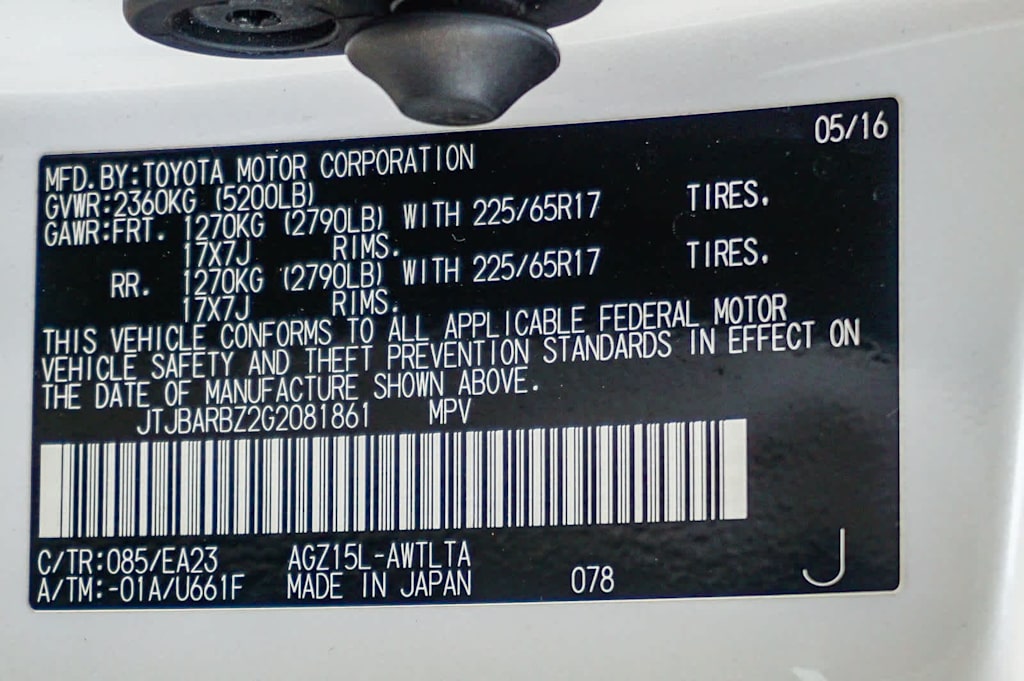 05/16
MFD.BY:TOYOTA MOTOR CORPORATION
GVWR:2360KG (5200LB)
GAWR:FRT. 1270KG (2790LB) WITH 225/65R17 TIRES,
17X7J RIMS.
RR. 1270KG (2790LB) WITH 225/65R17 TIRES,
17X7J RIMS.
THIS VEHICLE CONFORMS TO ALL APPLICABLE FEDERAL MOTOR
VEHICLE SAFETY AND THEFT PREVENTION STANDARDS IN EFFECT ON
THE DATE OF MANUFACTURE SHOWN ABOVE.
JTJBARBZ2G2081861 MPV
C/TR:085/EA23 AGZ15L-AWTLTA
A/TM:-01A/U661F MADE IN JAPAN 078 J